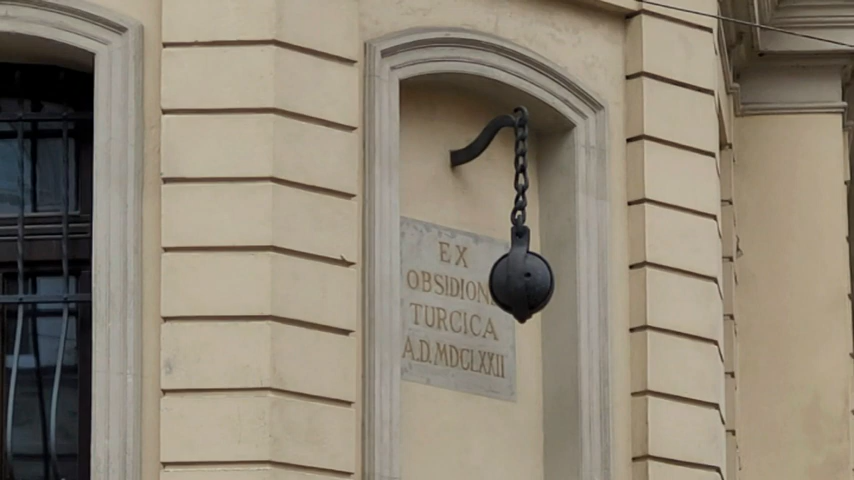 EX
OBSIDIONE
TURCICA
A.D. MDCLXXII